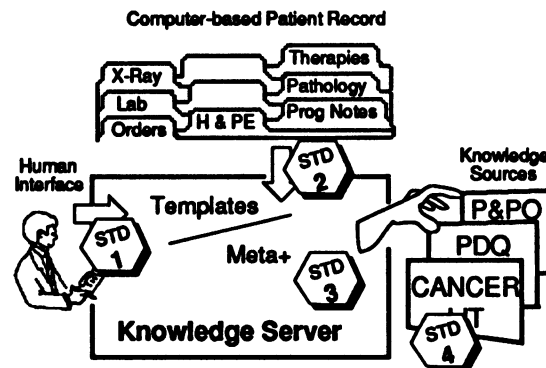 Computer-based Patient Record
Therapies
X-Ray
Pathology
Lab
Prog Notes
H & PE
Orders
Human
Interface
STD
2
Knowledge
Sources
Templates
P&PO
STD
1
PDQ
Meta+
STD
3
CANCER
STD
4
Knowledge Server